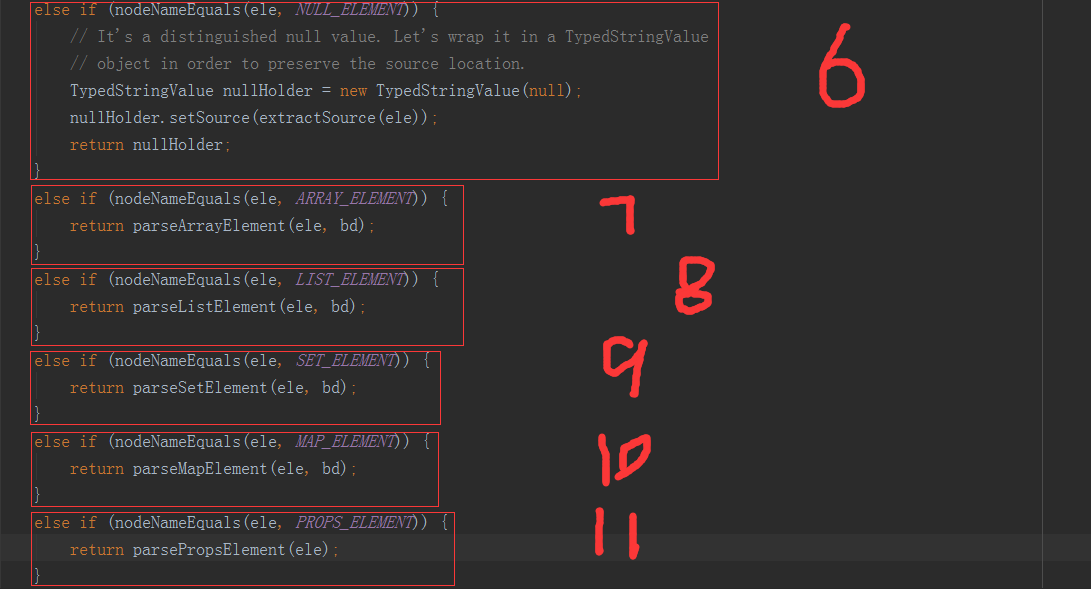 else if (nodeNameEquals(ele, NULL_ELEMENT)) {
// It's a distinguished null value. Let's wrap it in a TypedStringValue
// object in order to preserve the source location.
TypedStringValue nullHolder = new TypedStringValue(null);
nullHolder.setSource(extractSource(ele));
return nullHolder;
}
6
else if (nodeNameEquals(ele, ARRAY_ELEMENT)) {
return parseArrayElement(ele, bd);
}
7
else if (nodeNameEquals(ele, LIST_ELEMENT)) {
return parseListElement(ele, bd);
}
8
else if (nodeNameEquals(ele, SET_ELEMENT)) {
return parseSetElement(ele, bd);
}
9
else if (nodeNameEquals(ele, MAP_ELEMENT)) {
return parseMapElement(ele, bd);
}
10
else if (nodeNameEquals(ele, PROPS_ELEMENT)) {
return parsePropsElement(ele);
}
11